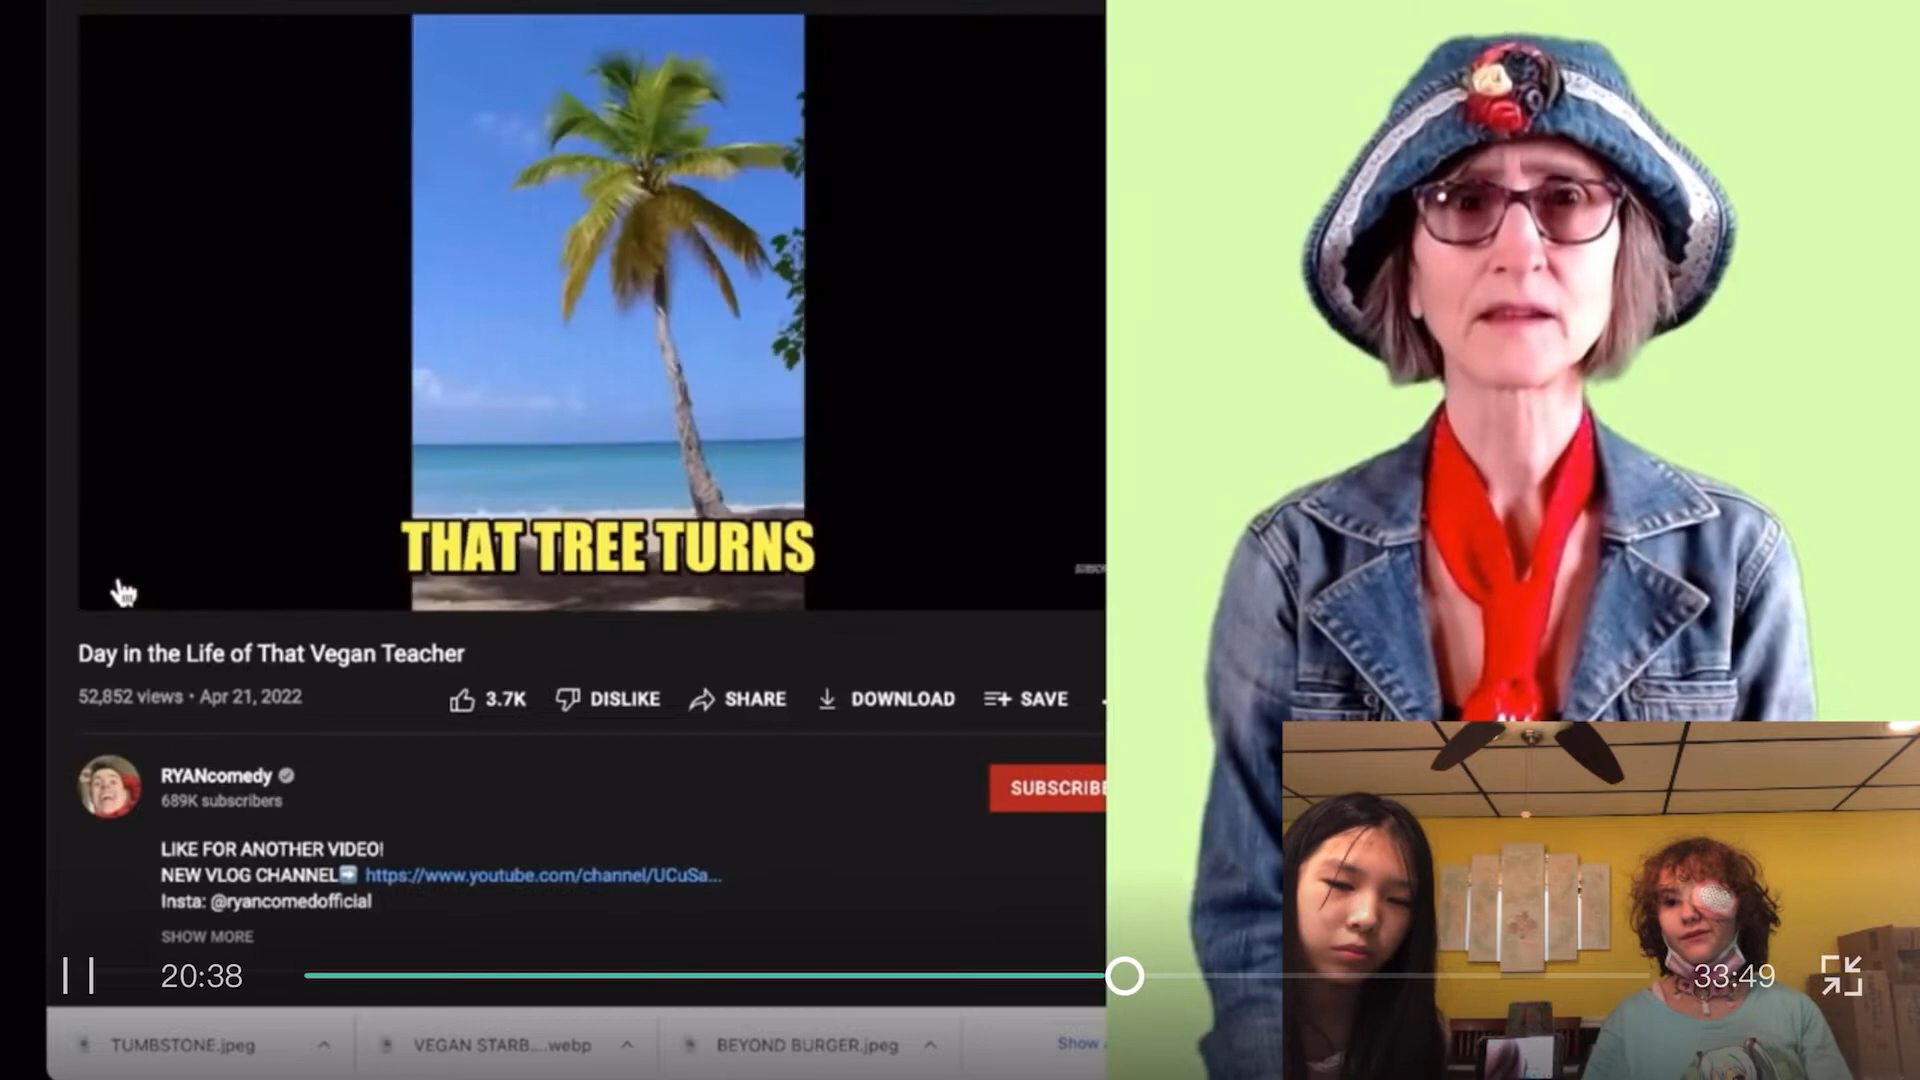 THAT TREE TURNS
Day in the Life of That Vegan Teacher
52,852 views • Apr 21, 2022
3.7K
DISLIKE
SHARE
DOWNLOAD
SAVE
RYANcomedy
689K subscribers
SUBSCRIBE
LIKE FOR ANOTHER VIDEO!
NEW VLOG CHANNEL➡️ https://www.youtube.com/channel/UCuSa...
Insta: @ryancomedofficial
SHOW MORE
20:38
33:49
TUMBSTONE.jpeg
VEGAN STARB....webp
BEYOND BURGER.jpeg
Show